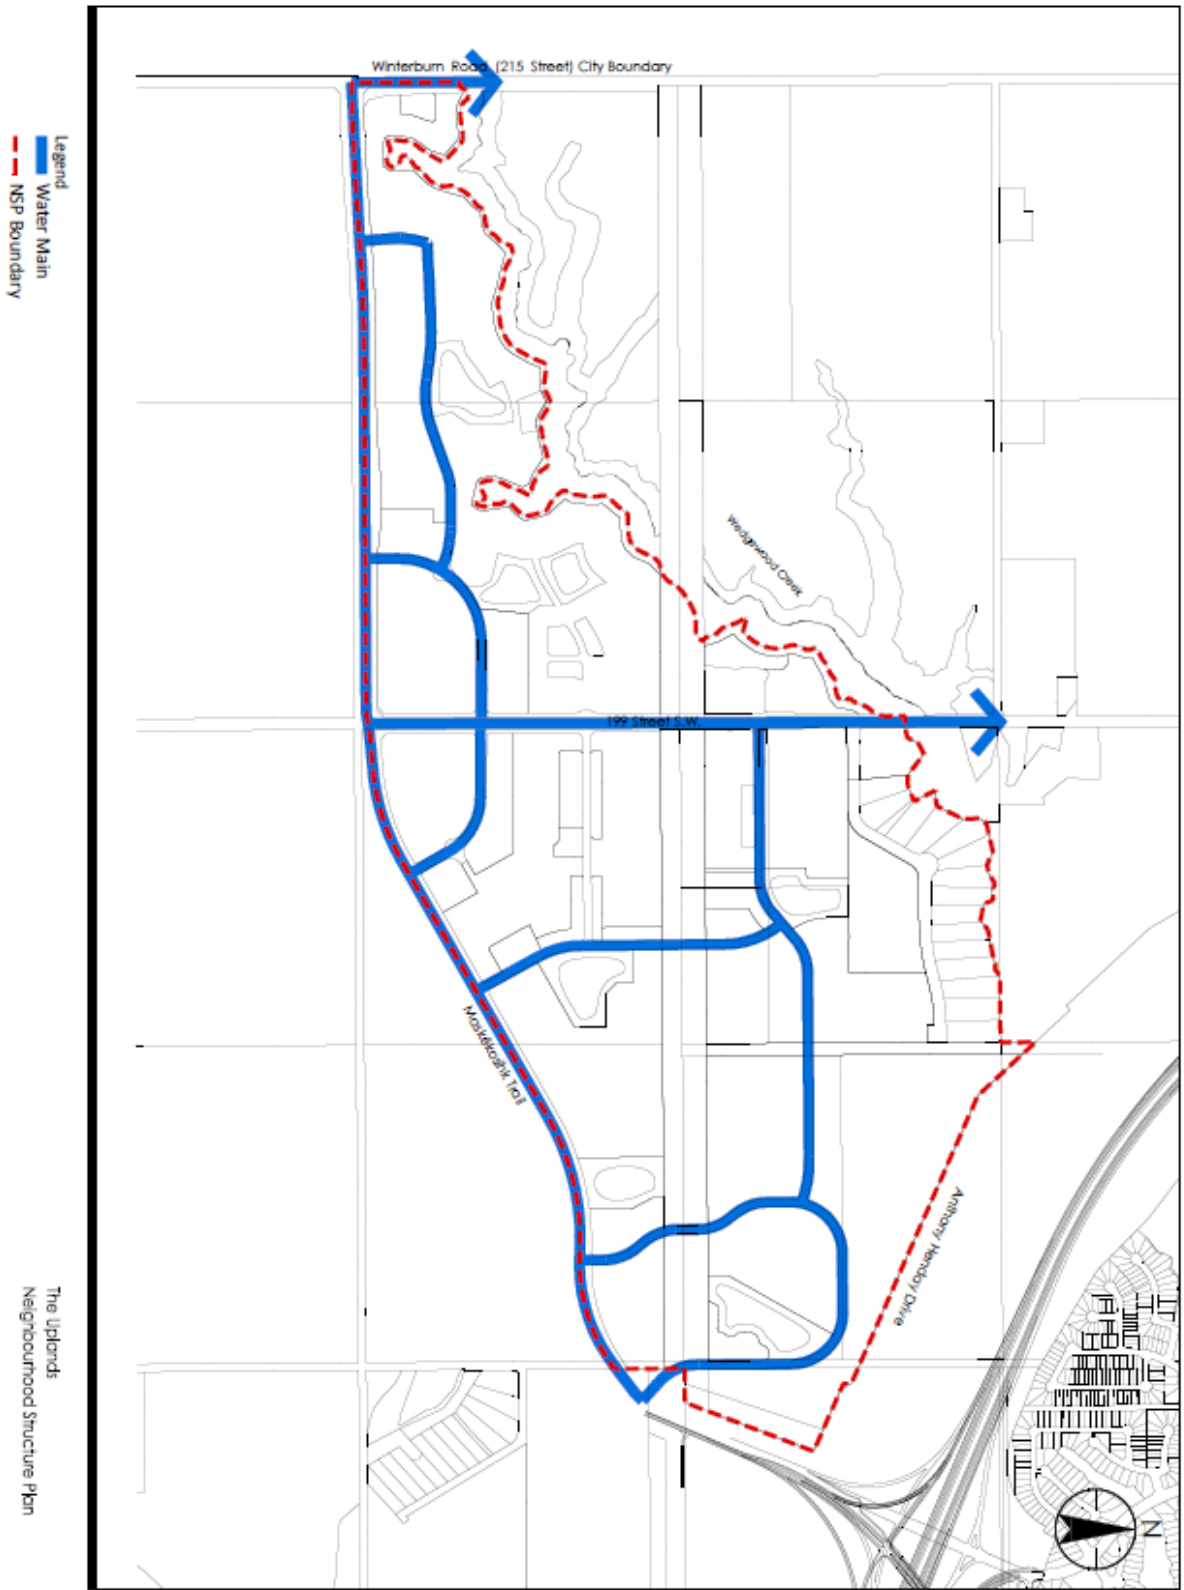 Winterburn Road (215 Street) City Boundary
Wedgewood Creek
199 Street S.W.
Maskêkosihk Trail
Anthony Henday Drive
N
Legend
Water Main
NSP Boundary
The Uplands
Neighbourhood Structure Plan